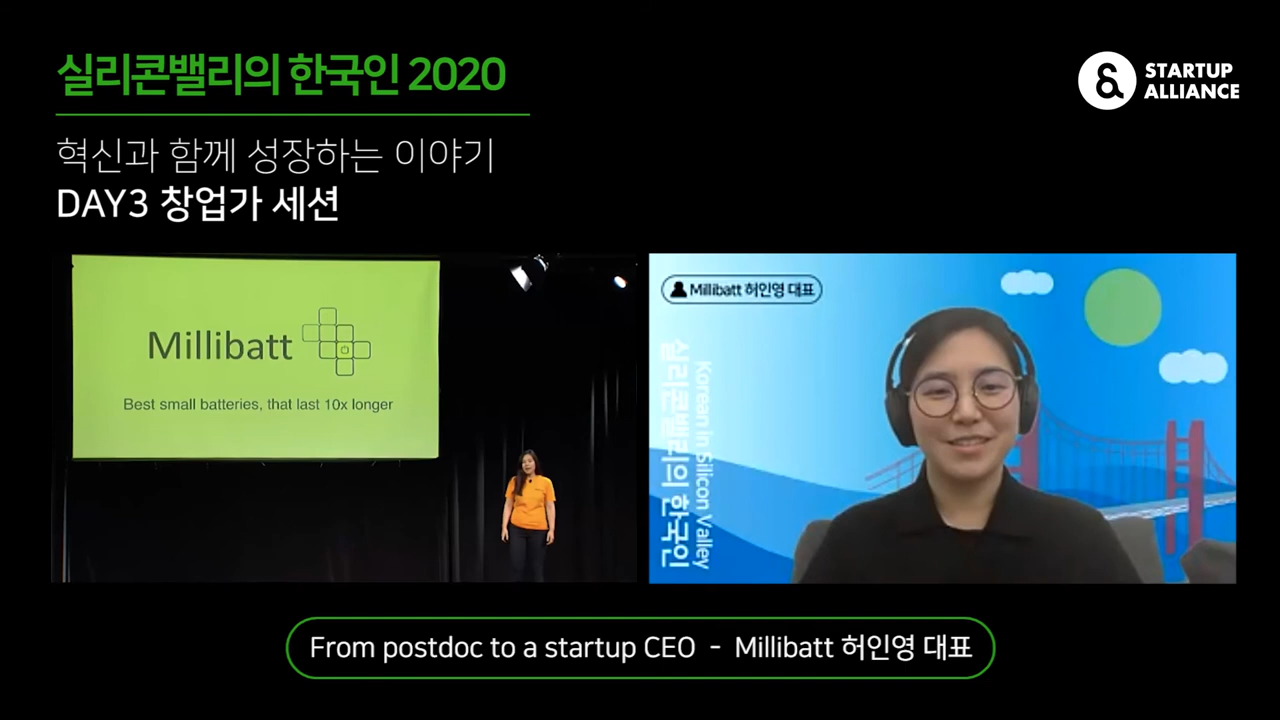 실리콘밸리의 한국인 2020
STARTUP
ALLIANCE
혁신과 함께 성장하는 이야기
DAY3 창업가 세션
Millibatt
Best small batteries, that last 10x longer
Millibatt 허인영 대표
Korean in Silicon Valley
실리콘밸리의 한국인
From postdoc to a startup CEO - Millibatt 허인영 대표